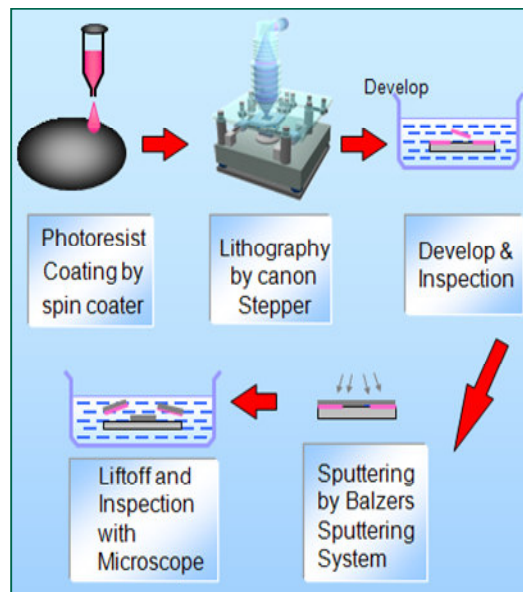 Develop
Photoresist
Coating by
spin coater
Lithography
by canon
Stepper
Develop &
Inspection
Liftoff and
Inspection
with
Microscope
Sputtering
by Balzers
Sputtering
System